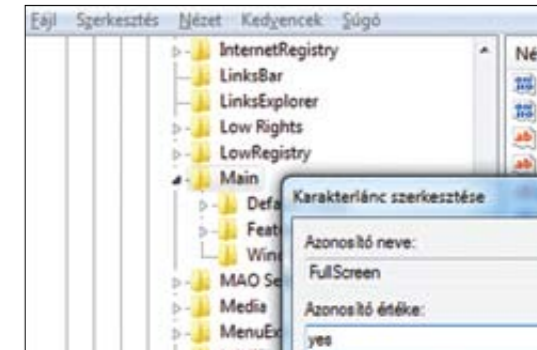 Fájl Szerkesztés Nézet Kedvencek Súgó
InternetRegistry
LinksBar
LinksExplorer
Low Rights
LowRegistry
Main
Defa
Feat
Wind
MAO Se
Media
MenuEx
Né
Karakterlánc szerkesztése
Azonosító neve:
FullScreen
Azonosító értéke:
yes